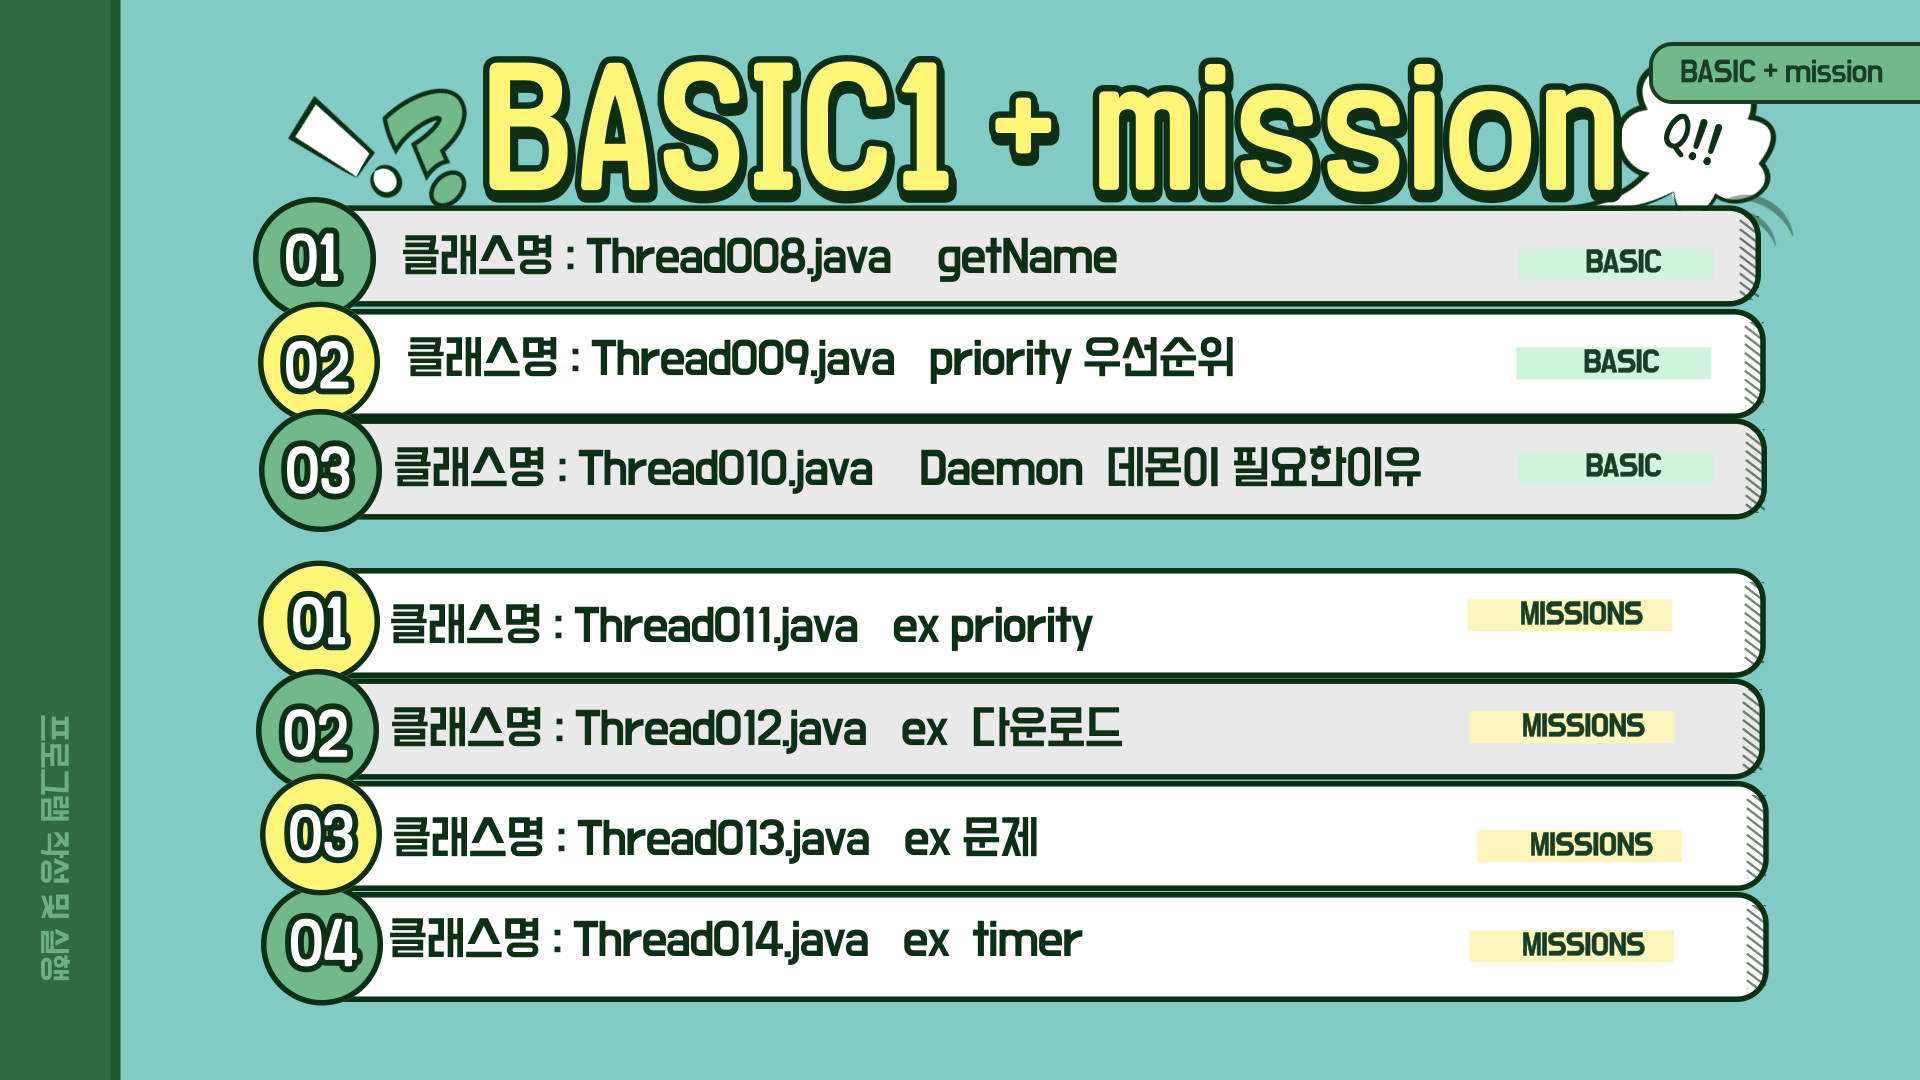 BASIC + mission
BASIC1 + mission
Q!!
01 클래스명 : Thread008.java getName BASIC
02 클래스명 : Thread009.java priority 우선순위 BASIC
03 클래스명 : Thread010.java Daemon 데몬이 필요한이유 BASIC
01 클래스명 : Thread011.java ex priority MISSIONS
02 클래스명 : Thread012.java ex 다운로드 MISSIONS
03 클래스명 : Thread013.java ex 문제 MISSIONS
04 클래스명 : Thread014.java ex timer MISSIONS
프로그램 작성 및 실행